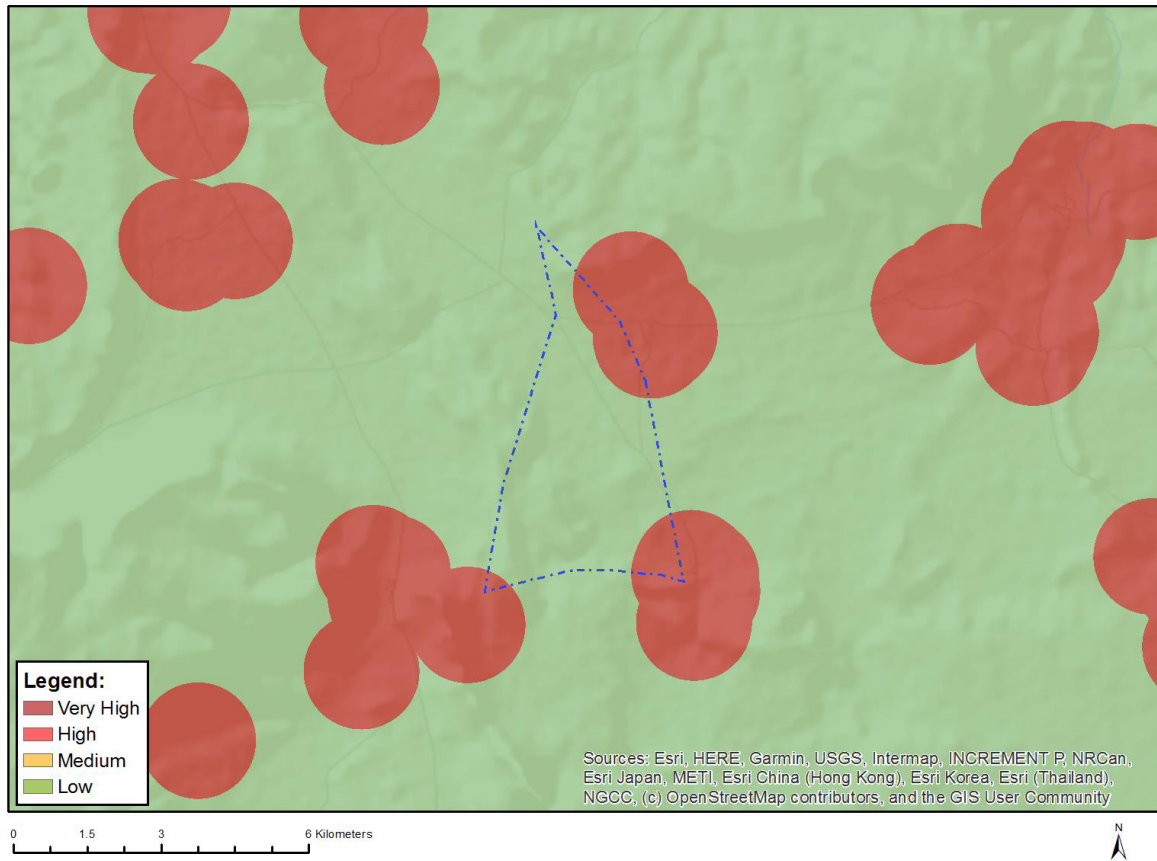 Legend:
Very High
High
Medium
Low
Sources: Esri, HERE, Garmin, USGS, Intermap, INCREMENT P, NRCan,
Esri Japan, METI, Esri China (Hong Kong), Esri Korea, Esri (Thailand),
NGCC, (c) OpenStreetMap contributors, and the GIS User Community
0 1.5 3 6 Kilometers
N